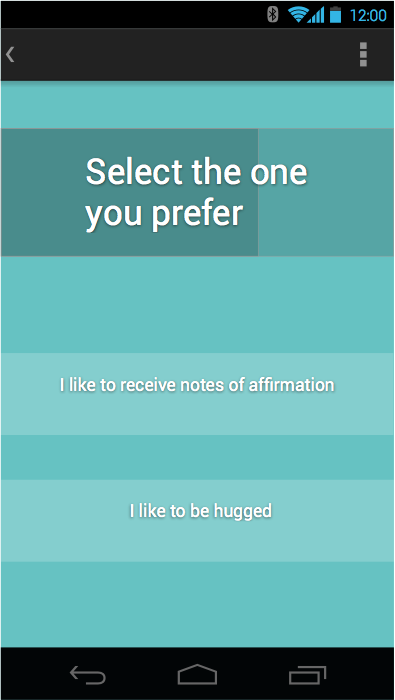 12:00
Select the one
you prefer
I like to receive notes of affirmation
I like to be hugged